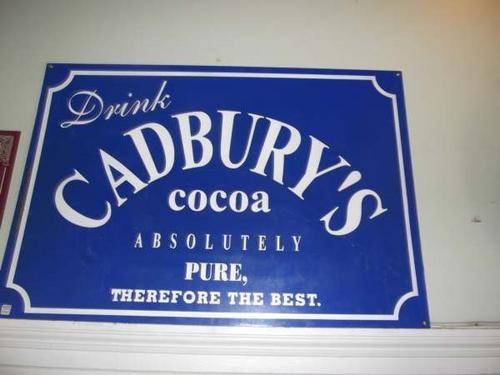 Drink
CADBURY'S
cocoa
ABSOLUTELY
PURE,
THEREFORE THE BEST.